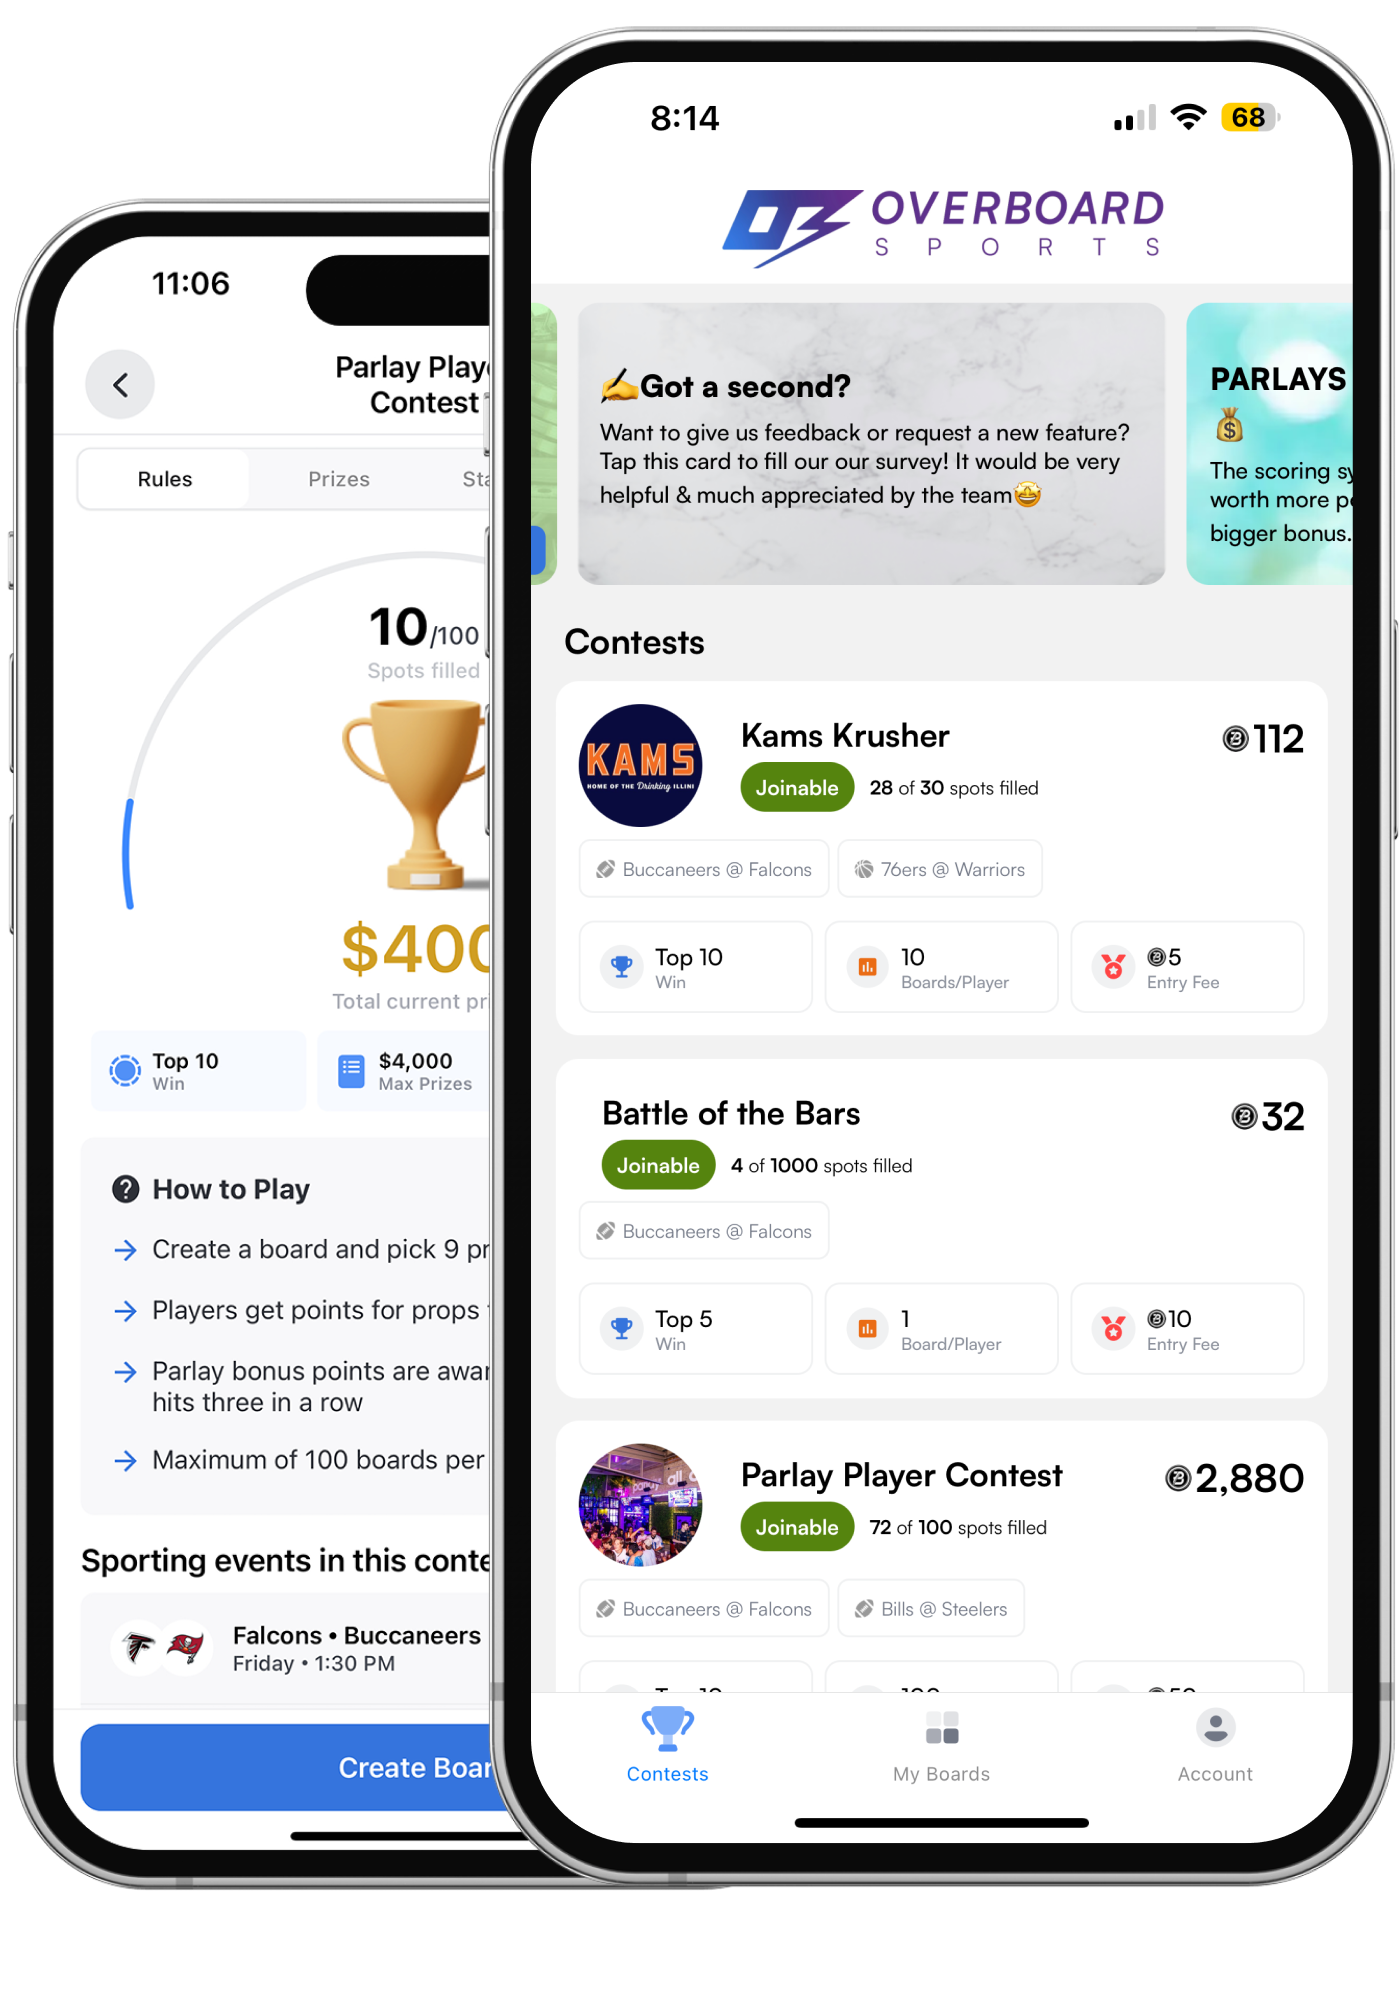 11:06
Parlay
Contest
Rules
Prizes
10/100
Spots filled
$400
Total current
Top 10
Win
$4,000
Max Prizes
How to Play
Create a board and pick 9
Players get points for props
Parlay bonus points are
hits three in a row
Maximum of 100 boards per
Sporting events in this
Falcons • Buccaneers
Friday • 1:30 PM
Create
8:14
68
OVERBOARD
SPORTS
✍️Got a second?
Want to give us feedback or request a new feature?
Tap this card to fill our our survey! It would be very
helpful & much appreciated by the team🤩
PARLAYS
💰
The scoring
worth more
bigger bonus.
Contests
KAMS
HOME OF THE Drinking ILLINI
Kams Krusher
112
Joinable
28 of 30 spots filled
Buccaneers @ Falcons
76ers @ Warriors
Top 10
Win
10
Boards/Player
5
Entry Fee
Battle of the Bars
32
Joinable
4 of 1000 spots filled
Buccaneers @ Falcons
Top 5
Win
1
Board/Player
10
Entry Fee
Parlay Player Contest
2,880
Joinable
72 of 100 spots filled
Buccaneers @ Falcons
Bills @ Steelers
Contests
My Boards
Account